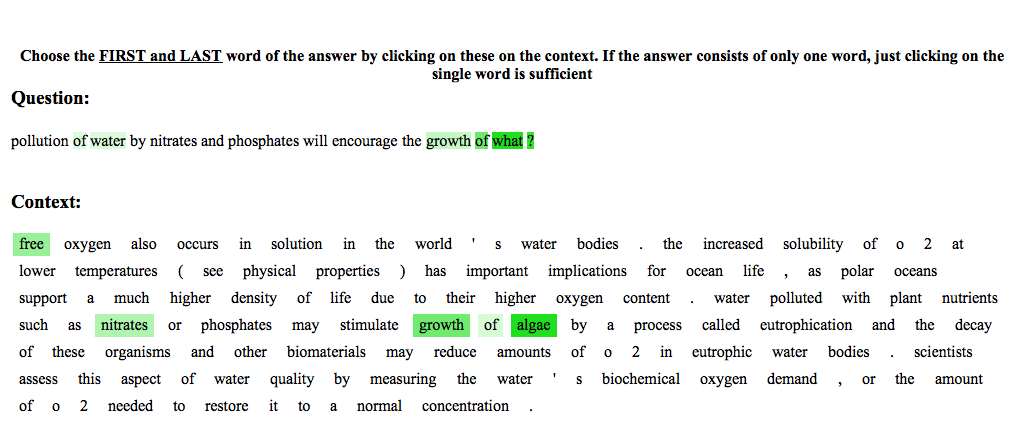 Choose the FIRST and LAST word of the answer by clicking on these on the context. If the answer consists of only one word, just clicking on the
single word is sufficient
Question:
pollution of water by nitrates and phosphates will encourage the growth of what ?
Context:
free oxygen also occurs in solution in the world ' s water bodies . the increased solubility of o 2 at
lower temperatures ( see physical properties ) has important implications for ocean life , as polar oceans
support a much higher density of life due to their higher oxygen content . water polluted with plant nutrients
such as nitrates or phosphates may stimulate growth of algae by a process called eutrophication and the decay
of these organisms and other biomaterials may reduce amounts of o 2 in eutrophic water bodies . scientists
assess this aspect of water quality by measuring the water ' s biochemical oxygen demand , or the amount
of o 2 needed to restore it to a normal concentration .